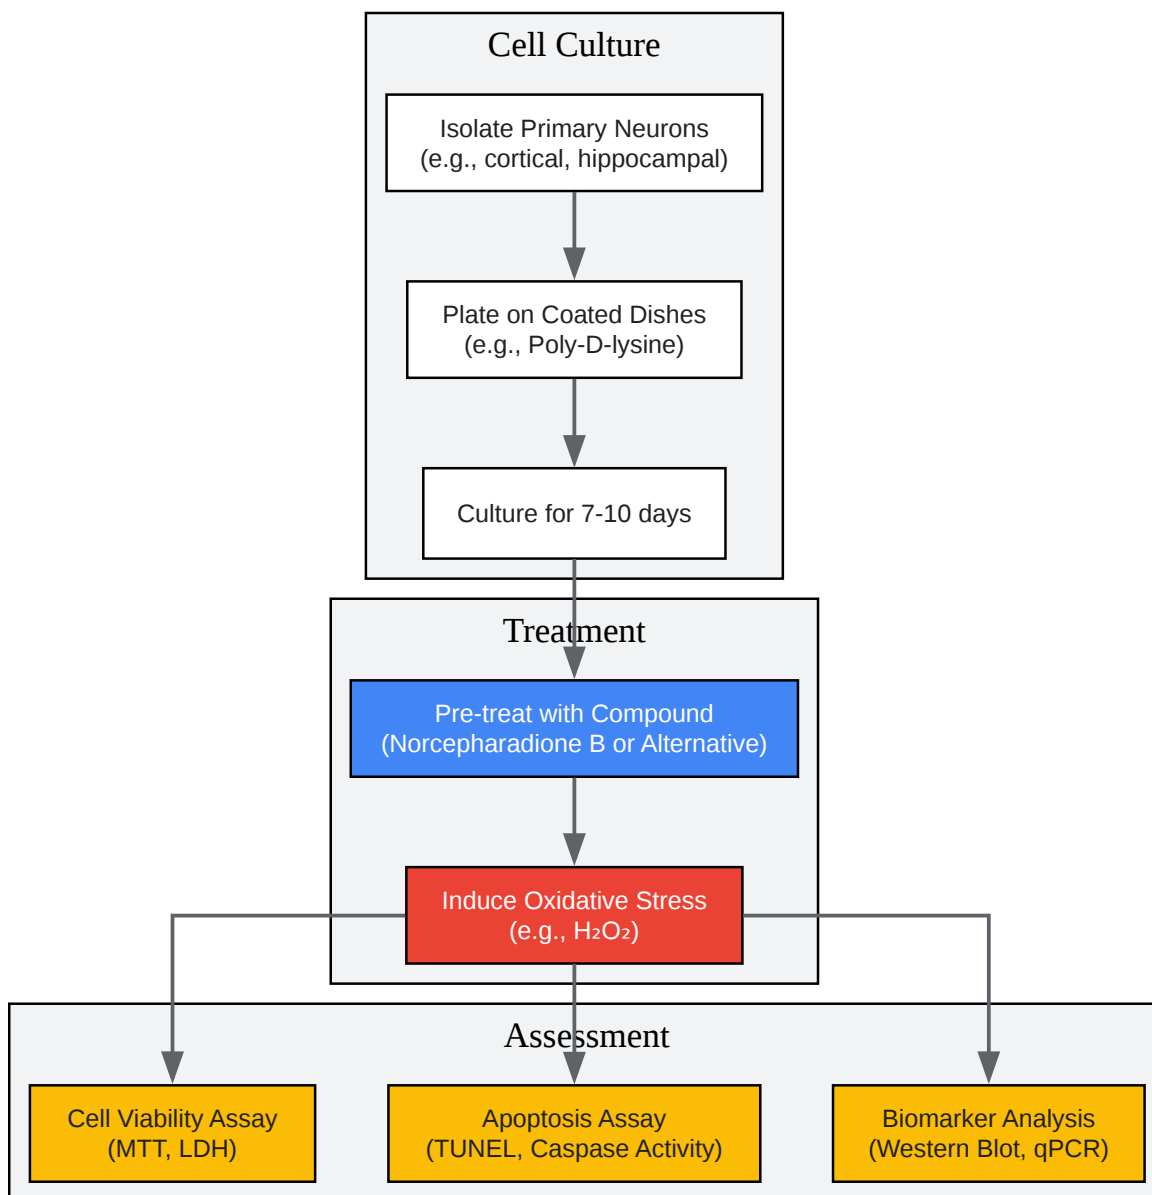 Cell Culture
Isolate Primary Neurons
(e.g., cortical, hippocampal)
Plate on Coated Dishes
(e.g., Poly-D-lysine)
Culture for 7-10 days
Treatment
Pre-treat with Compound
(Norcepharadione B or Alternative)
Induce Oxidative Stress
(e.g., H₂O₂)
Assessment
Cell Viability Assay
(MTT, LDH)
Apoptosis Assay
(TUNEL, Caspase Activity)
Biomarker Analysis
(Western Blot, qPCR)